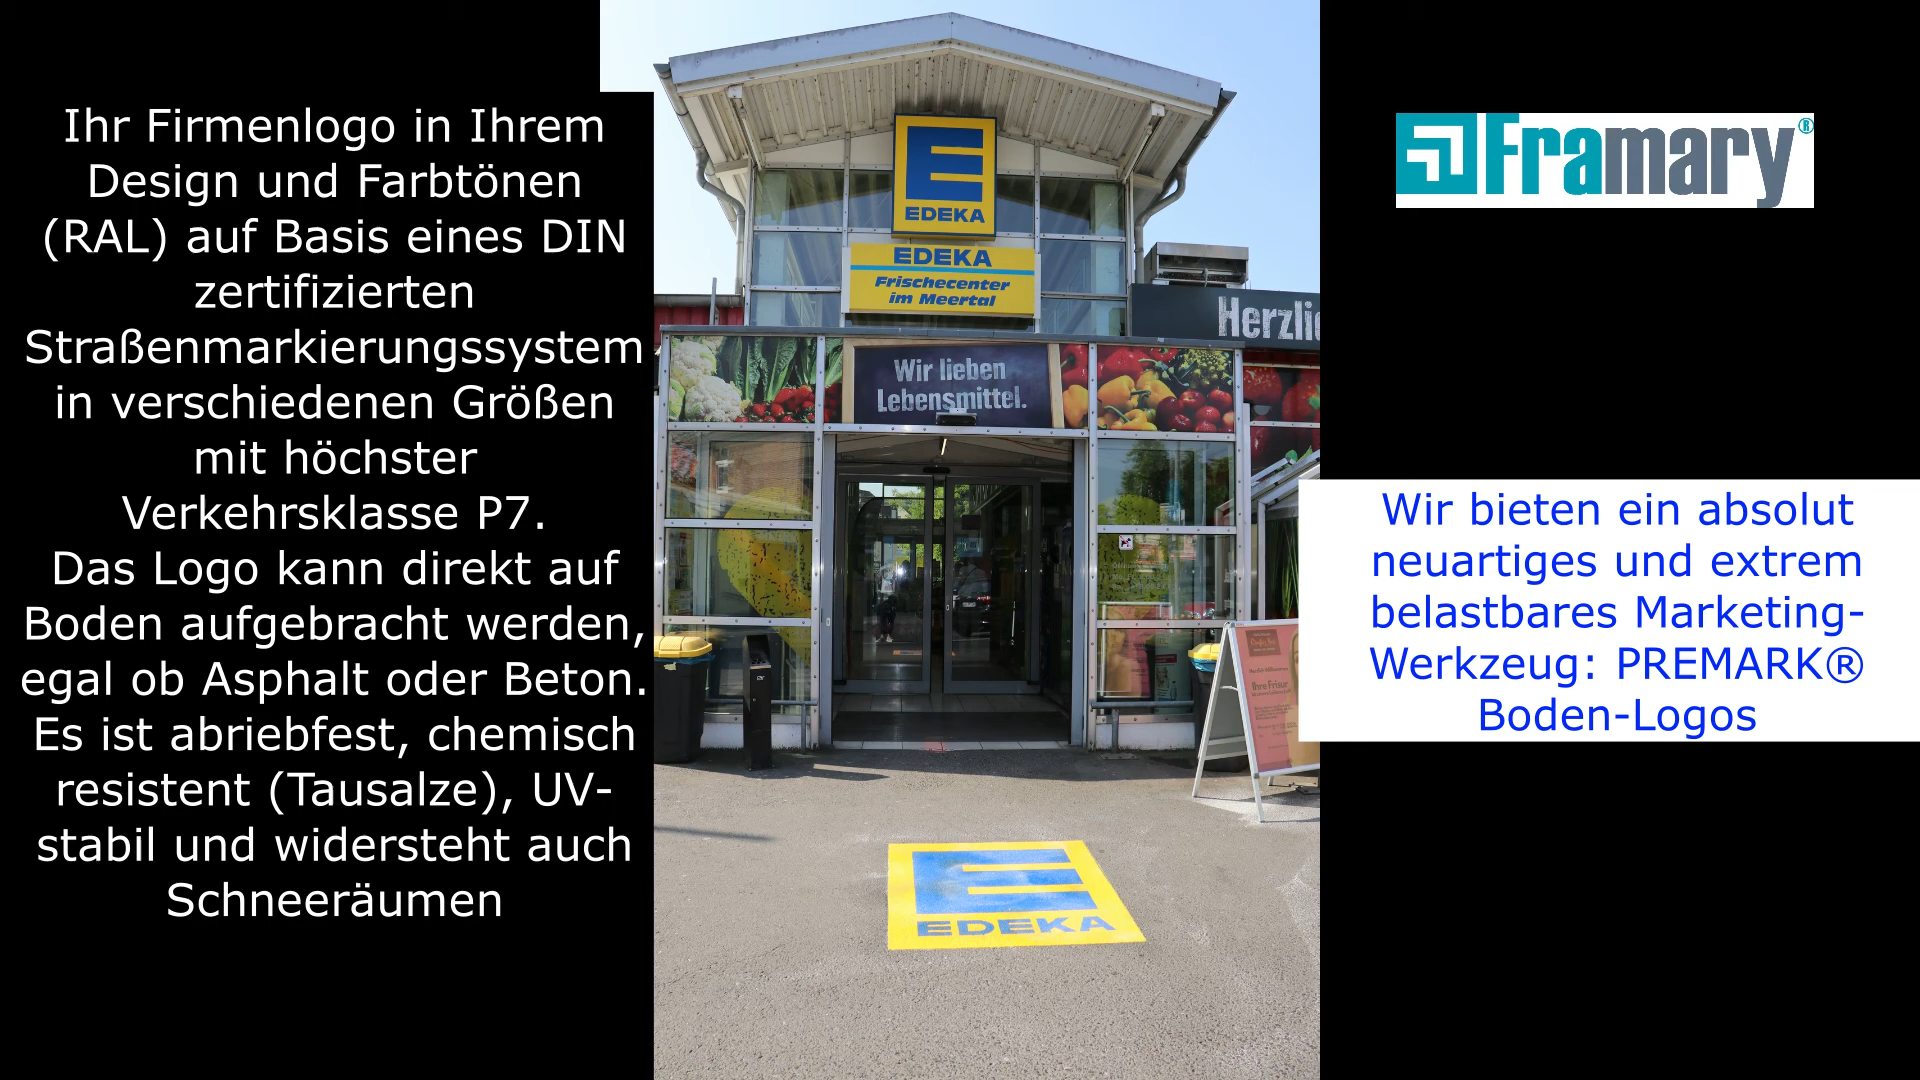 Ihr Firmenlogo in Ihrem
Design und Farbtönen
(RAL) auf Basis eines DIN
zertifizierten
Straßenmarkierungssystem
in verschiedenen Größen
mit höchster
Verkehrsklasse P7.
Das Logo kann direkt auf
Boden aufgebracht werden,
egal ob Asphalt oder Beton.
Es ist abriebfest, chemisch
resistent (Tausalze), UV-
stabil und widersteht auch
Schneeräumen
EDEKA
EDEKA
Frischecenter
im Meertal
Wir lieben
Lebensmittel.
EDEKA
Framary®
Wir bieten ein absolut
neuartiges und extrem
belastbares Marketing-
Werkzeug: PREMARK®
Boden-Logos